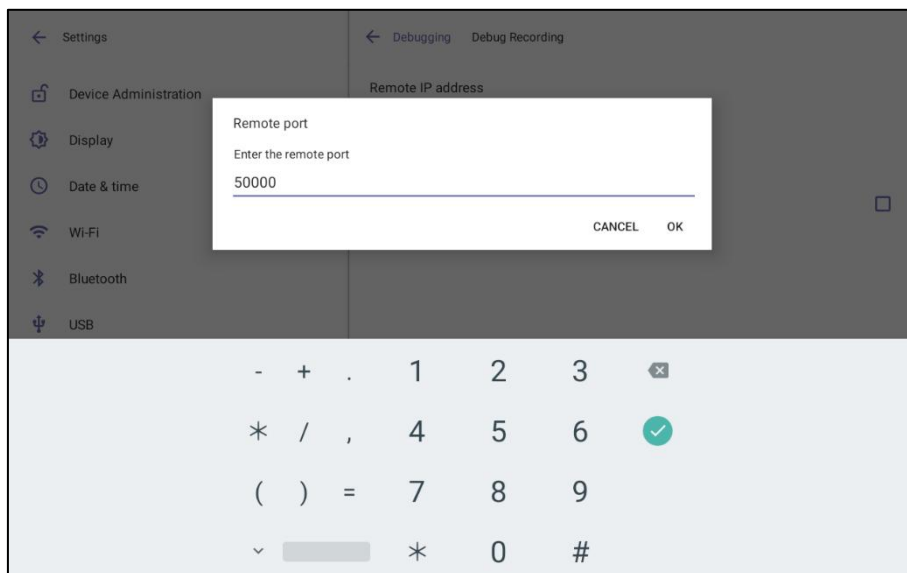 Settings
Device Administration
Display
Date & time
Wi-Fi
Bluetooth
USB
Debugging Debug Recording
Remote IP address
Remote port
Enter the remote port
50000
CANCEL OK
- + . 1 2 3
* / , 4 5 6
( ) = 7 8 9
* 0 #